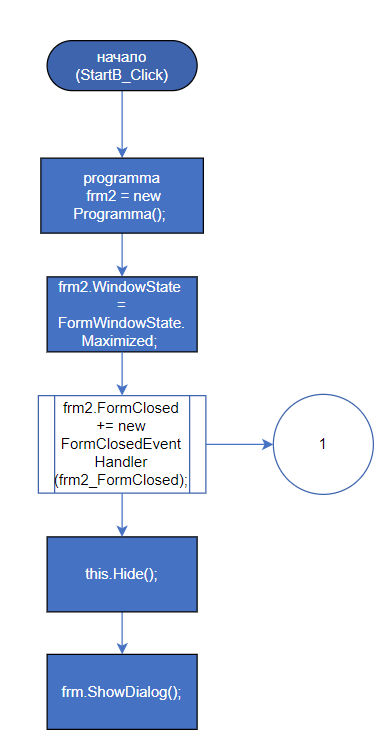 начало
(StartB_Click)
programma
frm2 = new
Programma();
frm2.WindowState
=
FormWindowState.
Maximized;
frm2.FormClosed
+= new
FormClosedEvent
Handler
(frm2_FormClosed);
1
this.Hide();
frm.ShowDialog();